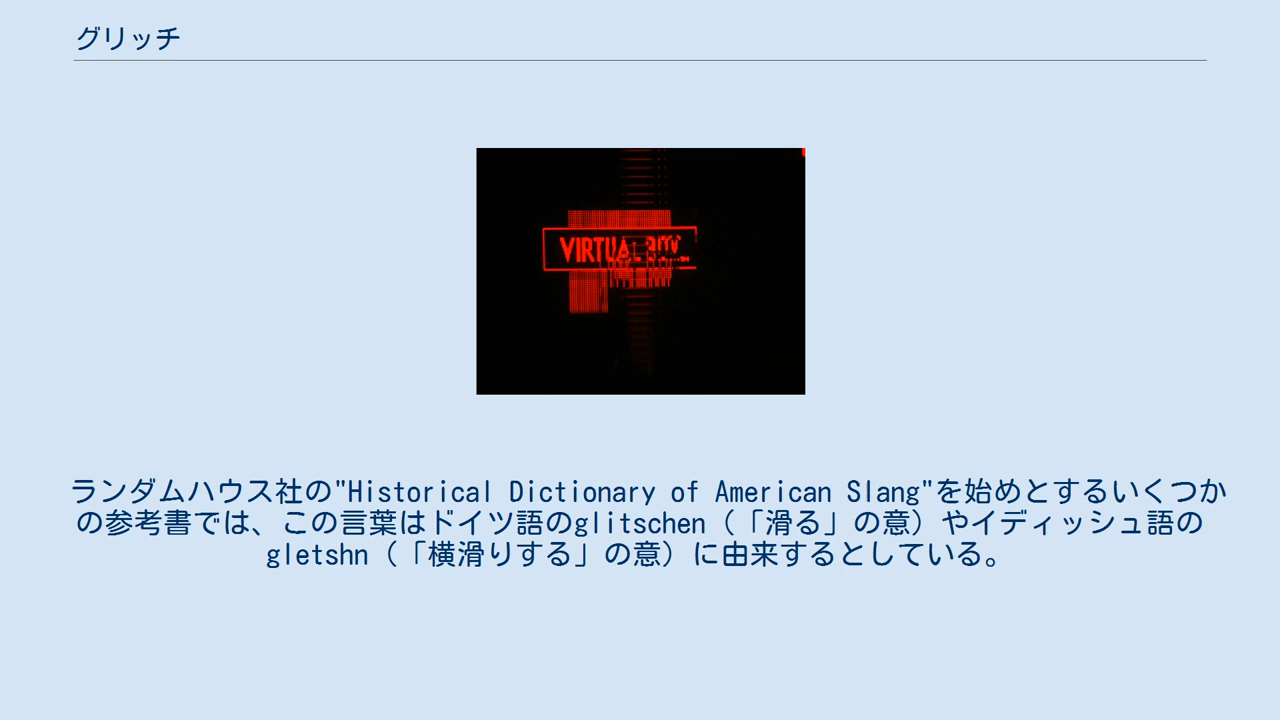 グリッチ
VIRTUAL BOY
ランダムハウス社の"Historical Dictionary of American Slang"を始めとするいくつか
の参考書では、この言葉はドイツ語のglitschen（「滑る」の意）やイディッシュ語の
gletshn（「横滑りする」の意）に由来するとしている。